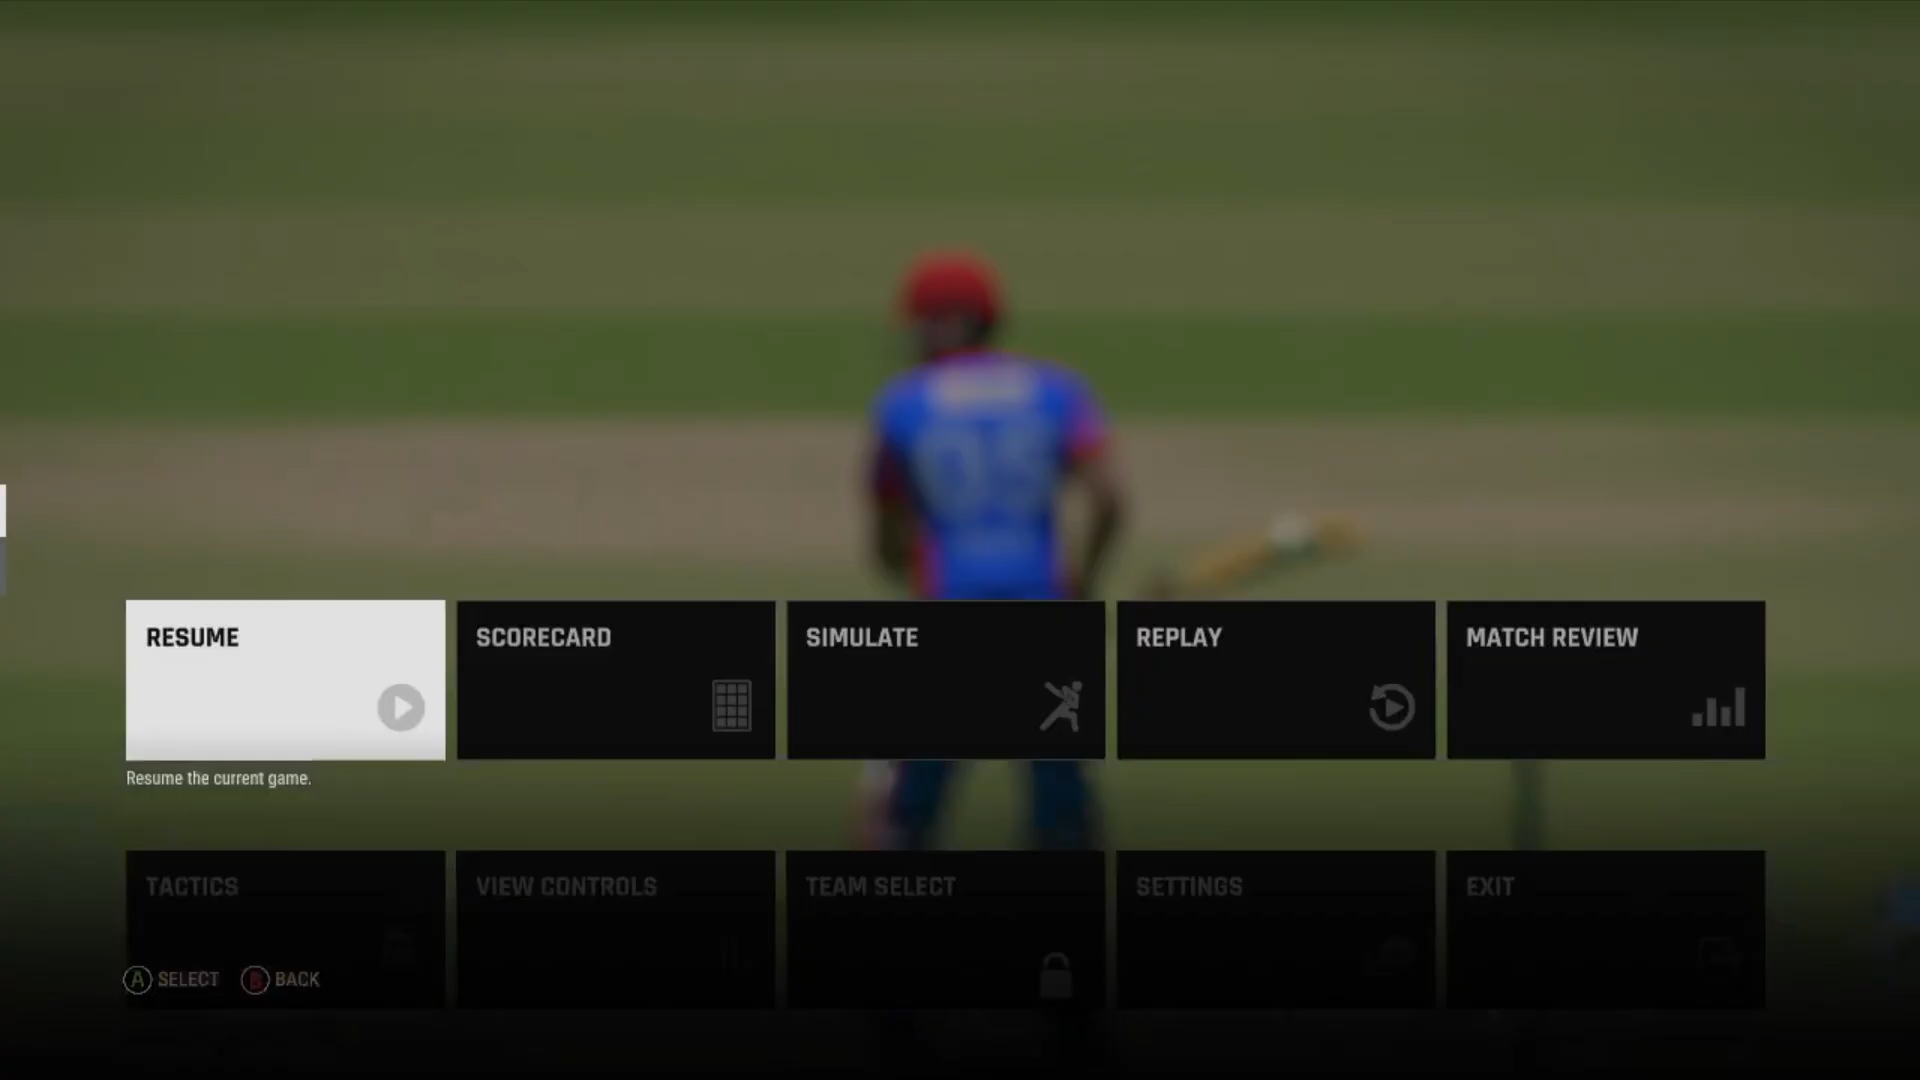 RESUME
SCORECARD
SIMULATE
REPLAY
MATCH REVIEW
Resume the current game.
TACTICS
VIEW CONTROLS
TEAM SELECT
SETTINGS
EXIT
A SELECT B BACK